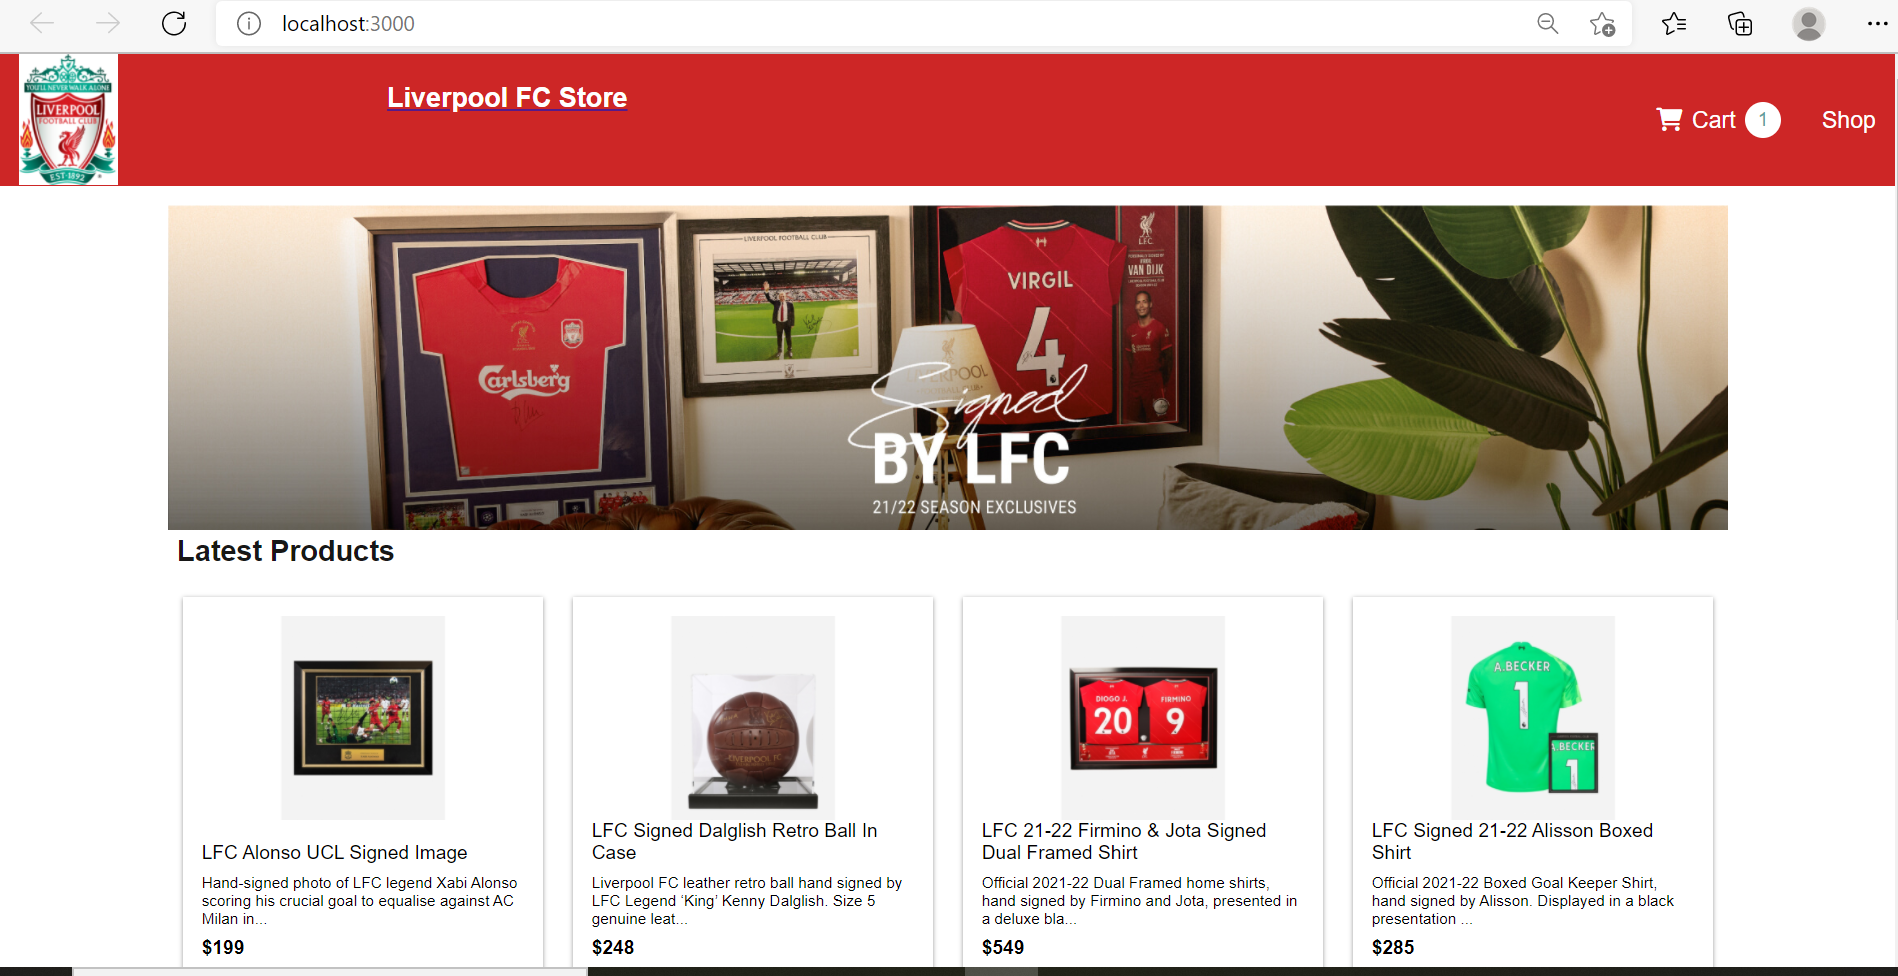 localhost:3000
YOU'LL NEVER WALK ALONE
LIVERPOOL
FOOTBALL CLUB
EST·1892
Liverpool FC Store
Cart 1
Shop
LIVERPOOL FOOTBALL CLUB
L.F.C.
VIRGIL
VAN DIJK
4
Carlsberg
LIVERPOOL
Signed
BY LFC
21/22 SEASON EXCLUSIVES
Latest Products
DIOGO J.
20
FIRMINO
9
A.BECKER
1
A.BECKER
1
LIVERPOOL FC
LFC Alonso UCL Signed Image
Hand-signed photo of LFC legend Xabi Alonso
scoring his crucial goal to equalise against AC
Milan in...
$199
LFC Signed Dalglish Retro Ball In
Case
Liverpool FC leather retro ball hand signed by
LFC Legend ‘King’ Kenny Dalglish. Size 5
genuine leat...
$248
LFC 21-22 Firmino & Jota Signed
Dual Framed Shirt
Official 2021-22 Dual Framed home shirts,
hand signed by Firmino and Jota, presented in
a deluxe bla...
$549
LFC Signed 21-22 Alisson Boxed
Shirt
Official 2021-22 Boxed Goal Keeper Shirt,
hand signed by Alisson. Displayed in a black
presentation ...
$285